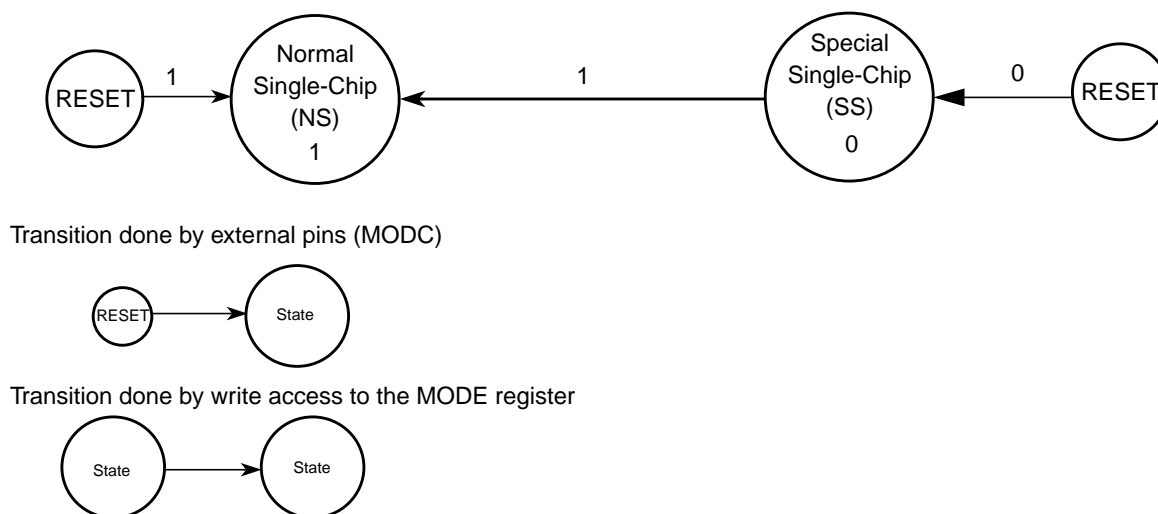 RESET
1
Normal
Single-Chip
(NS)
1
1
Special
Single-Chip
(SS)
0
0
RESET
Transition done by external pins (MODC)
RESET
State
Transition done by write access to the MODE register
State
State